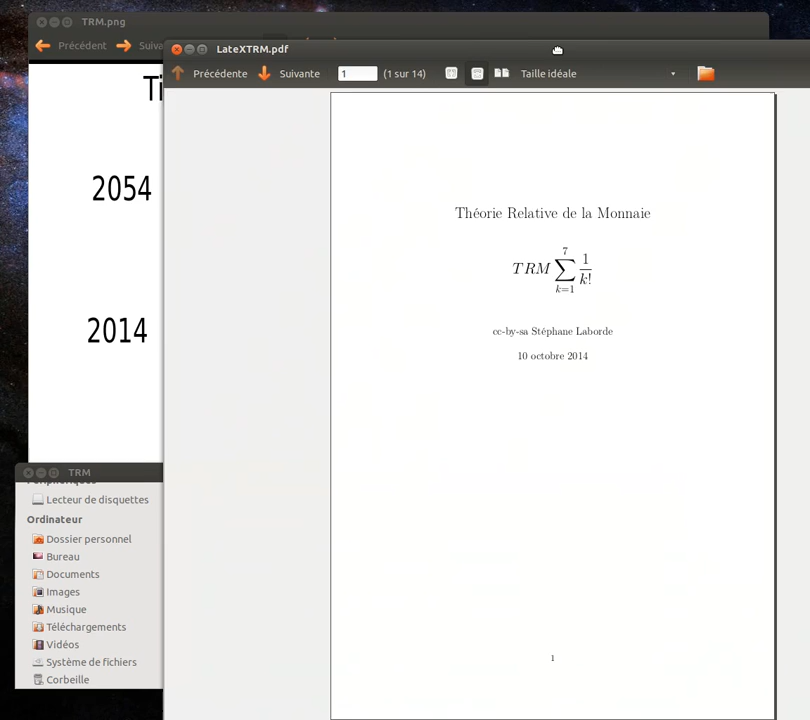 TRM.png
Précédent
LateXTRM.pdf
Précédente
Suivante
1
(1 sur 14)
Taille idéale
2054
2014
Théorie Relative de la Monnaie
TRM ∑ 7 k=1 1/k!
cc-by-sa Stéphane Laborde
10 octobre 2014
1
TRM
Lecteur de disquettes
Ordinateur
Dossier personnel
Bureau
Documents
Images
Musique
Téléchargements
Vidéos
Système de fichiers
Corbeille